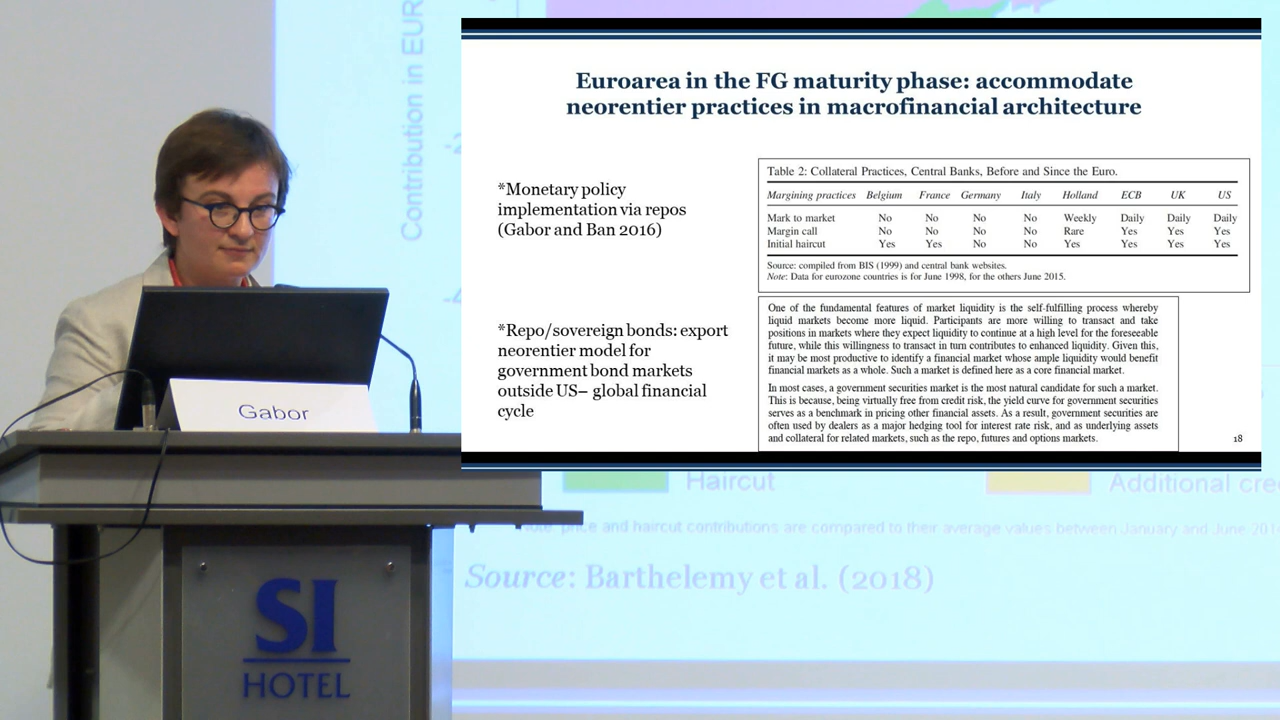 Contribution in EUR
Euroarea in the FG maturity phase: accommodate
neorentier practices in macrofinancial architecture
*Monetary policy
implementation via repos
(Gabor and Ban 2016)
*Repo/sovereign bonds: export
neorentier model for
government bond markets
outside US– global financial
cycle
Table 2: Collateral Practices, Central Banks, Before and Since the Euro.
Margining practices Belgium France Germany Italy Holland ECB UK US
Mark to market No No No No Weekly Daily Daily Daily
Margin call No No No No Rare Yes Yes Yes
Initial haircut Yes Yes No No Yes Yes Yes Yes
Source: compiled from BIS (1999) and central bank websites.
Note: Data for eurozone countries is for June 1998, for the others June 2015.
One of the fundamental features of market liquidity is the self-fulfilling process whereby
liquid markets become more liquid. Participants are more willing to transact and take
positions in markets where they expect liquidity to continue at a high level for the foreseeable
future, while this willingness to transact in turn contributes to enhanced liquidity. Given this,
it may be most productive to identify a financial market whose ample liquidity would benefit
financial markets as a whole. Such a market is defined here as a core financial market.
In most cases, a government securities market is the most natural candidate for such a market.
This is because, being virtually free from credit risk, the yield curve for government securities
serves as a benchmark in pricing other financial assets. As a result, government securities are
often used by dealers as a major hedging tool for interest rate risk, and as underlying assets
and collateral for related markets, such as the repo, futures and options markets.
18
Gabor
Haircut
Additional
price and haircut contributions are compared to their average values between January and June
Source: Barthelemy et al. (2018)
SI
HOTEL